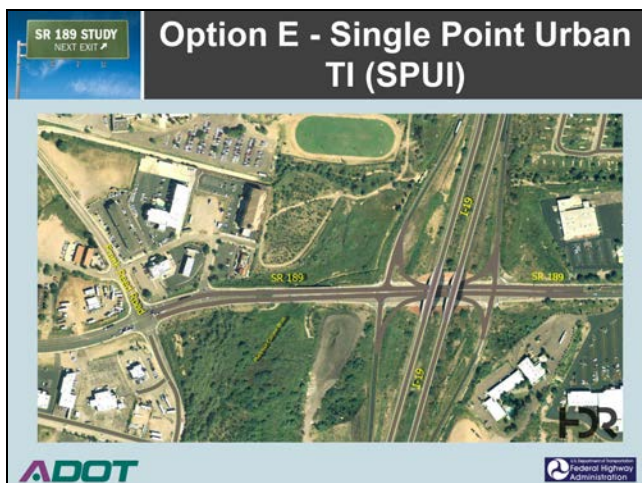 SR 189 STUDY
NEXT EXIT ↗
Option E - Single Point Urban
TI (SPUI)
I-19
SR 189
SR 189
I-19
HDR
ADOT
U.S. Department of Transportation
Federal Highway
Administration